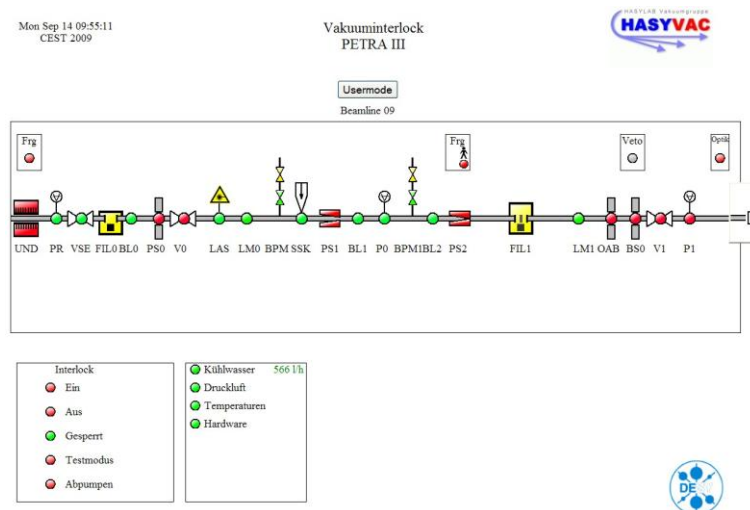 Mon Sep 14 09:55:11
CEST 2009
Vakuuminterlock
PETRA III
HASYLAB Vakuumgruppe
HASYVAC
Usermode
Beamline 09
Frg
Frg
Veto
Optik
UND PR VSE FIL0 BL0 PS0 V0 LAS LM0 BPM SSK PS1 BL1 P0 BPM1 BL2 PS2 FIL1 LM1 OAB BS0 V1 P1
Interlock
Ein
Aus
Gesperrt
Testmodus
Abpumpen
Kühlwasser 566 l/h
Druckluft
Temperaturen
Hardware